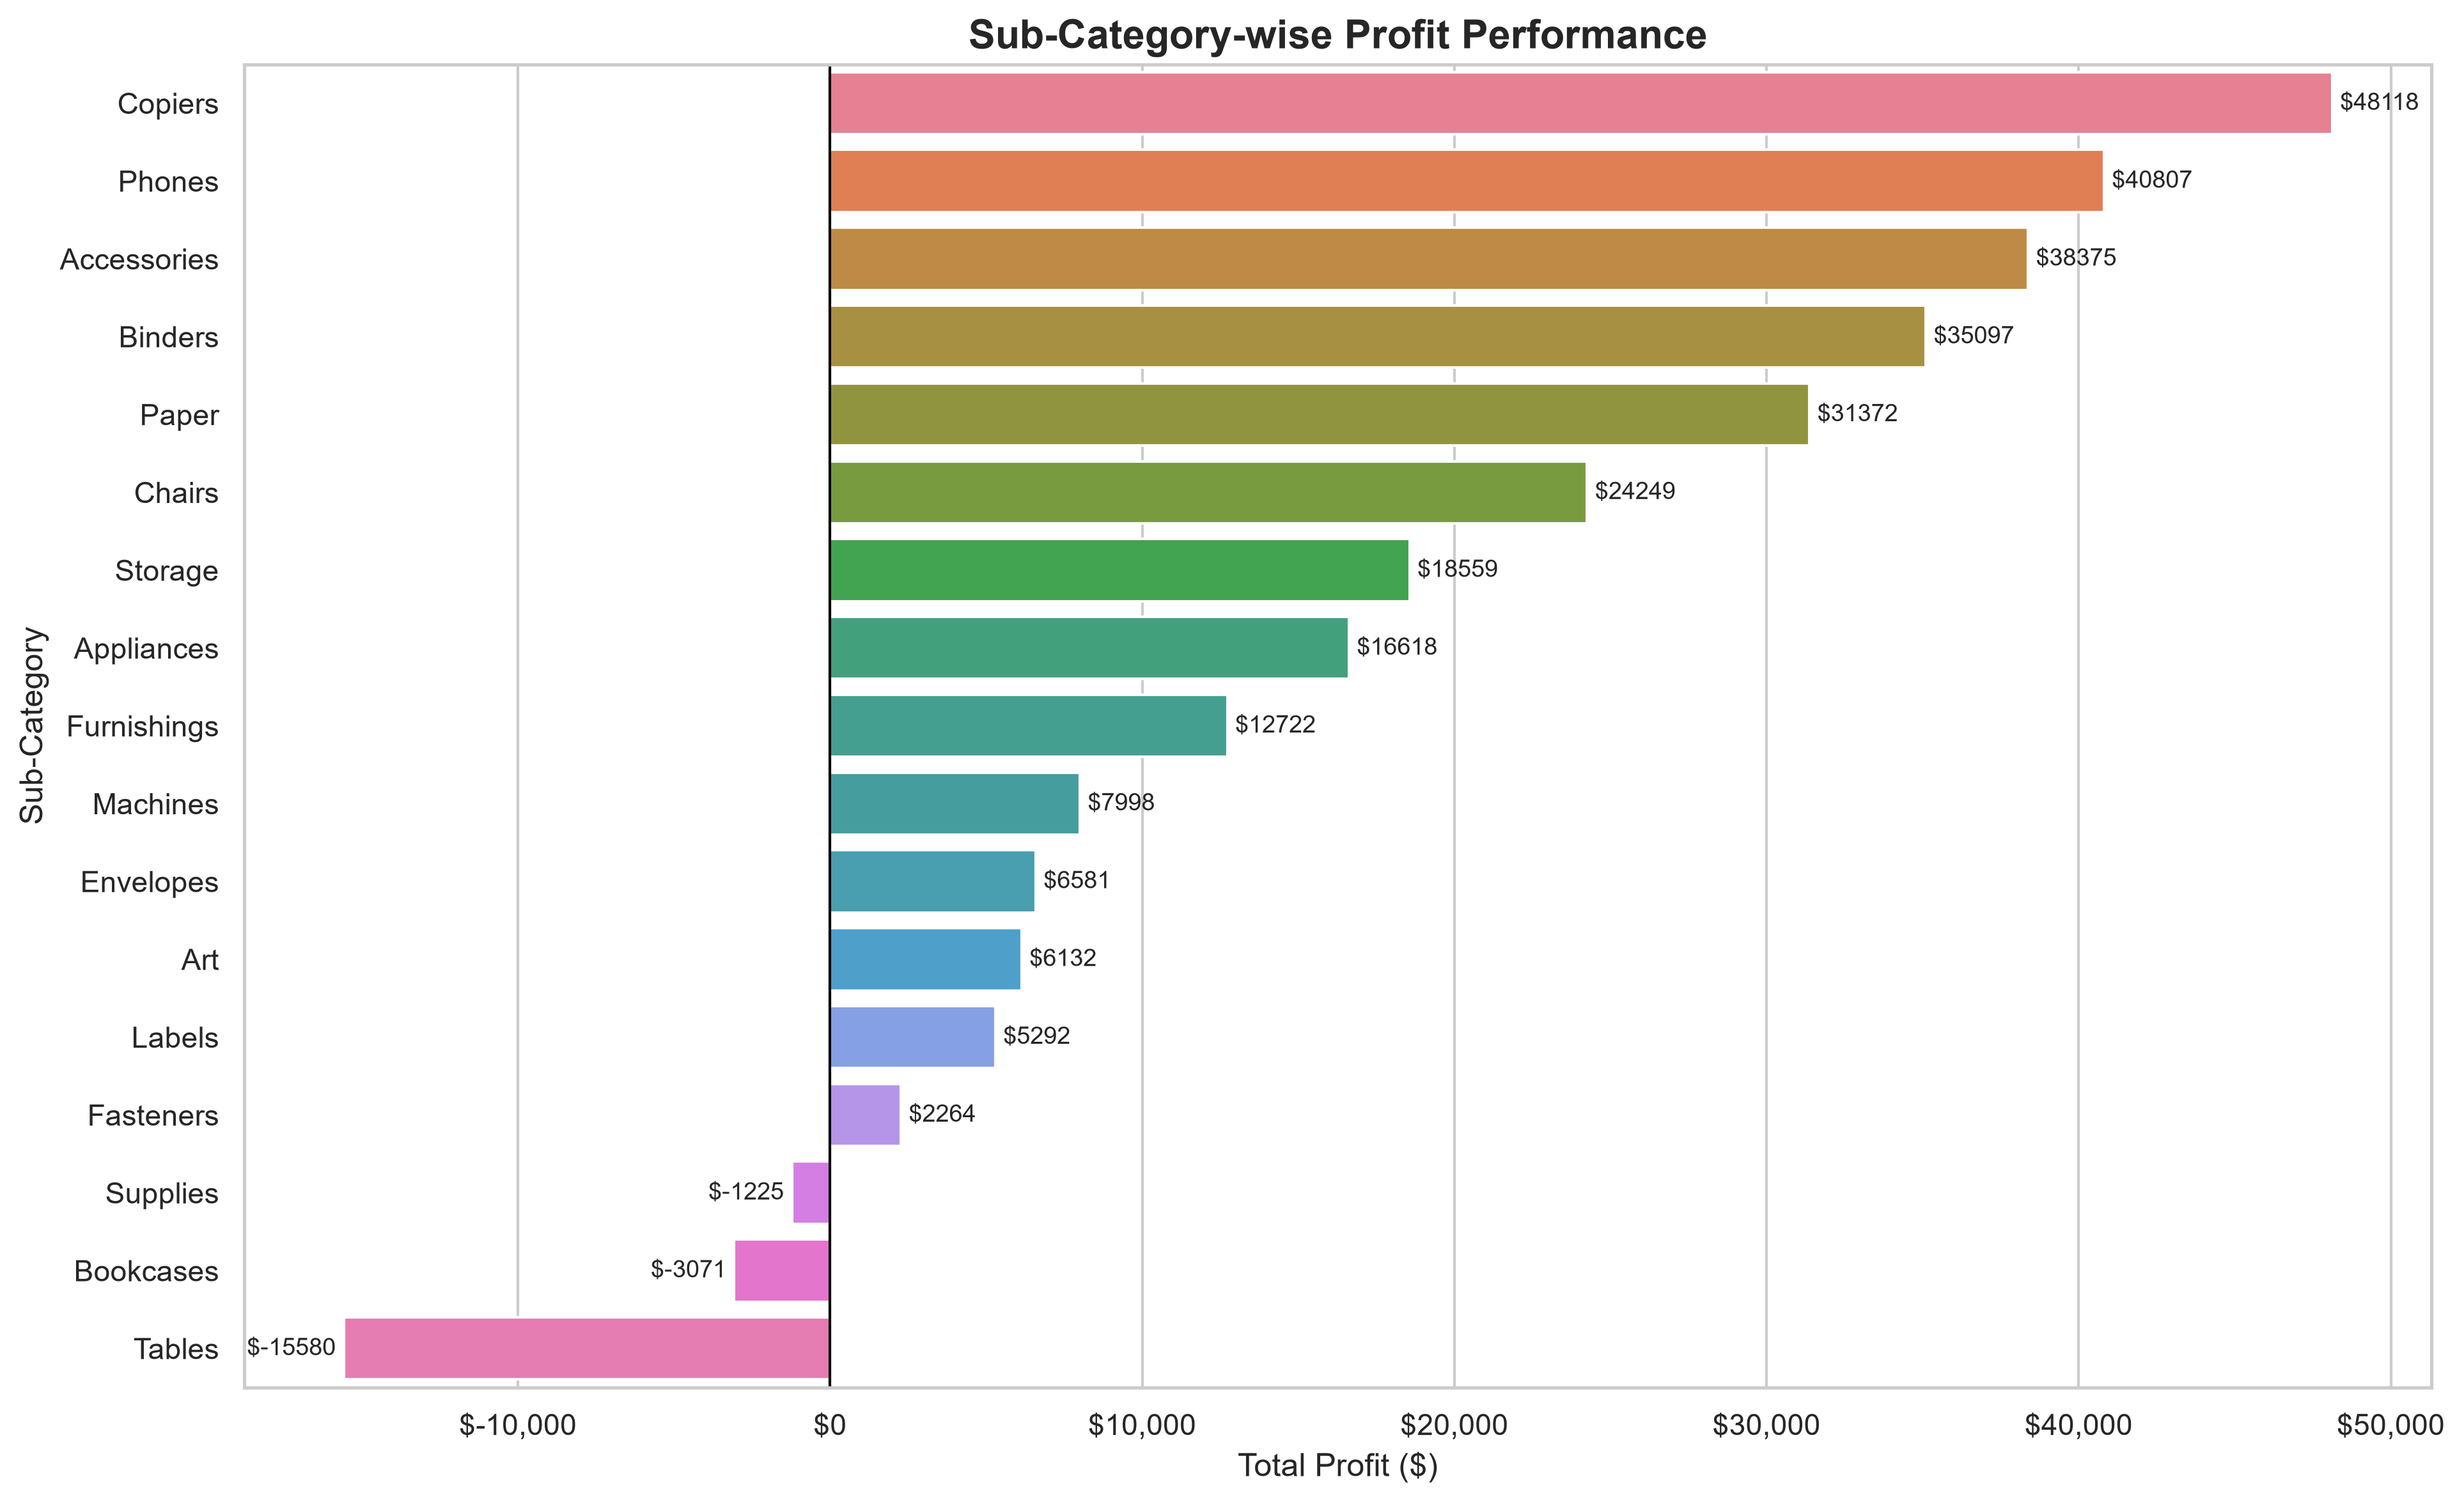 Sub-Category-wise Profit Performance
Sub-Category
Copiers $48118
Phones $40807
Accessories $38375
Binders $35097
Paper $31372
Chairs $24249
Storage $18559
Appliances $16618
Furnishings $12722
Machines $7998
Envelopes $6581
Art $6132
Labels $5292
Fasteners $2264
Supplies $-1225
Bookcases $-3071
Tables $-15580
$-10,000 $0 $10,000 $20,000 $30,000 $40,000 $50,000
Total Profit ($)